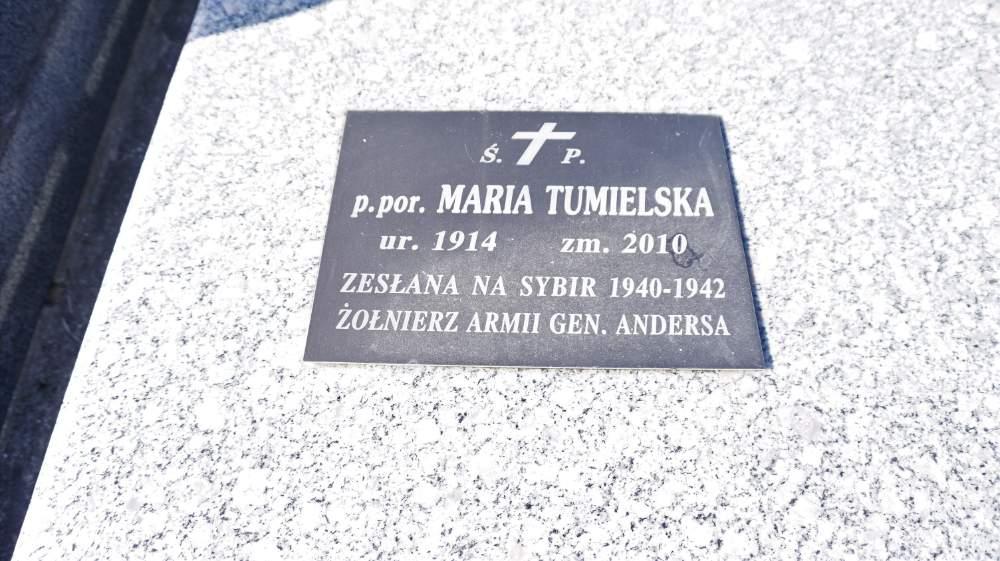 Ś. P.
p.por. MARIA TUMIELSKA
ur. 1914 zm. 2010
ZESŁANA NA SYBIR 1940-1942
ŻOŁNIERZ ARMII GEN. ANDERSA